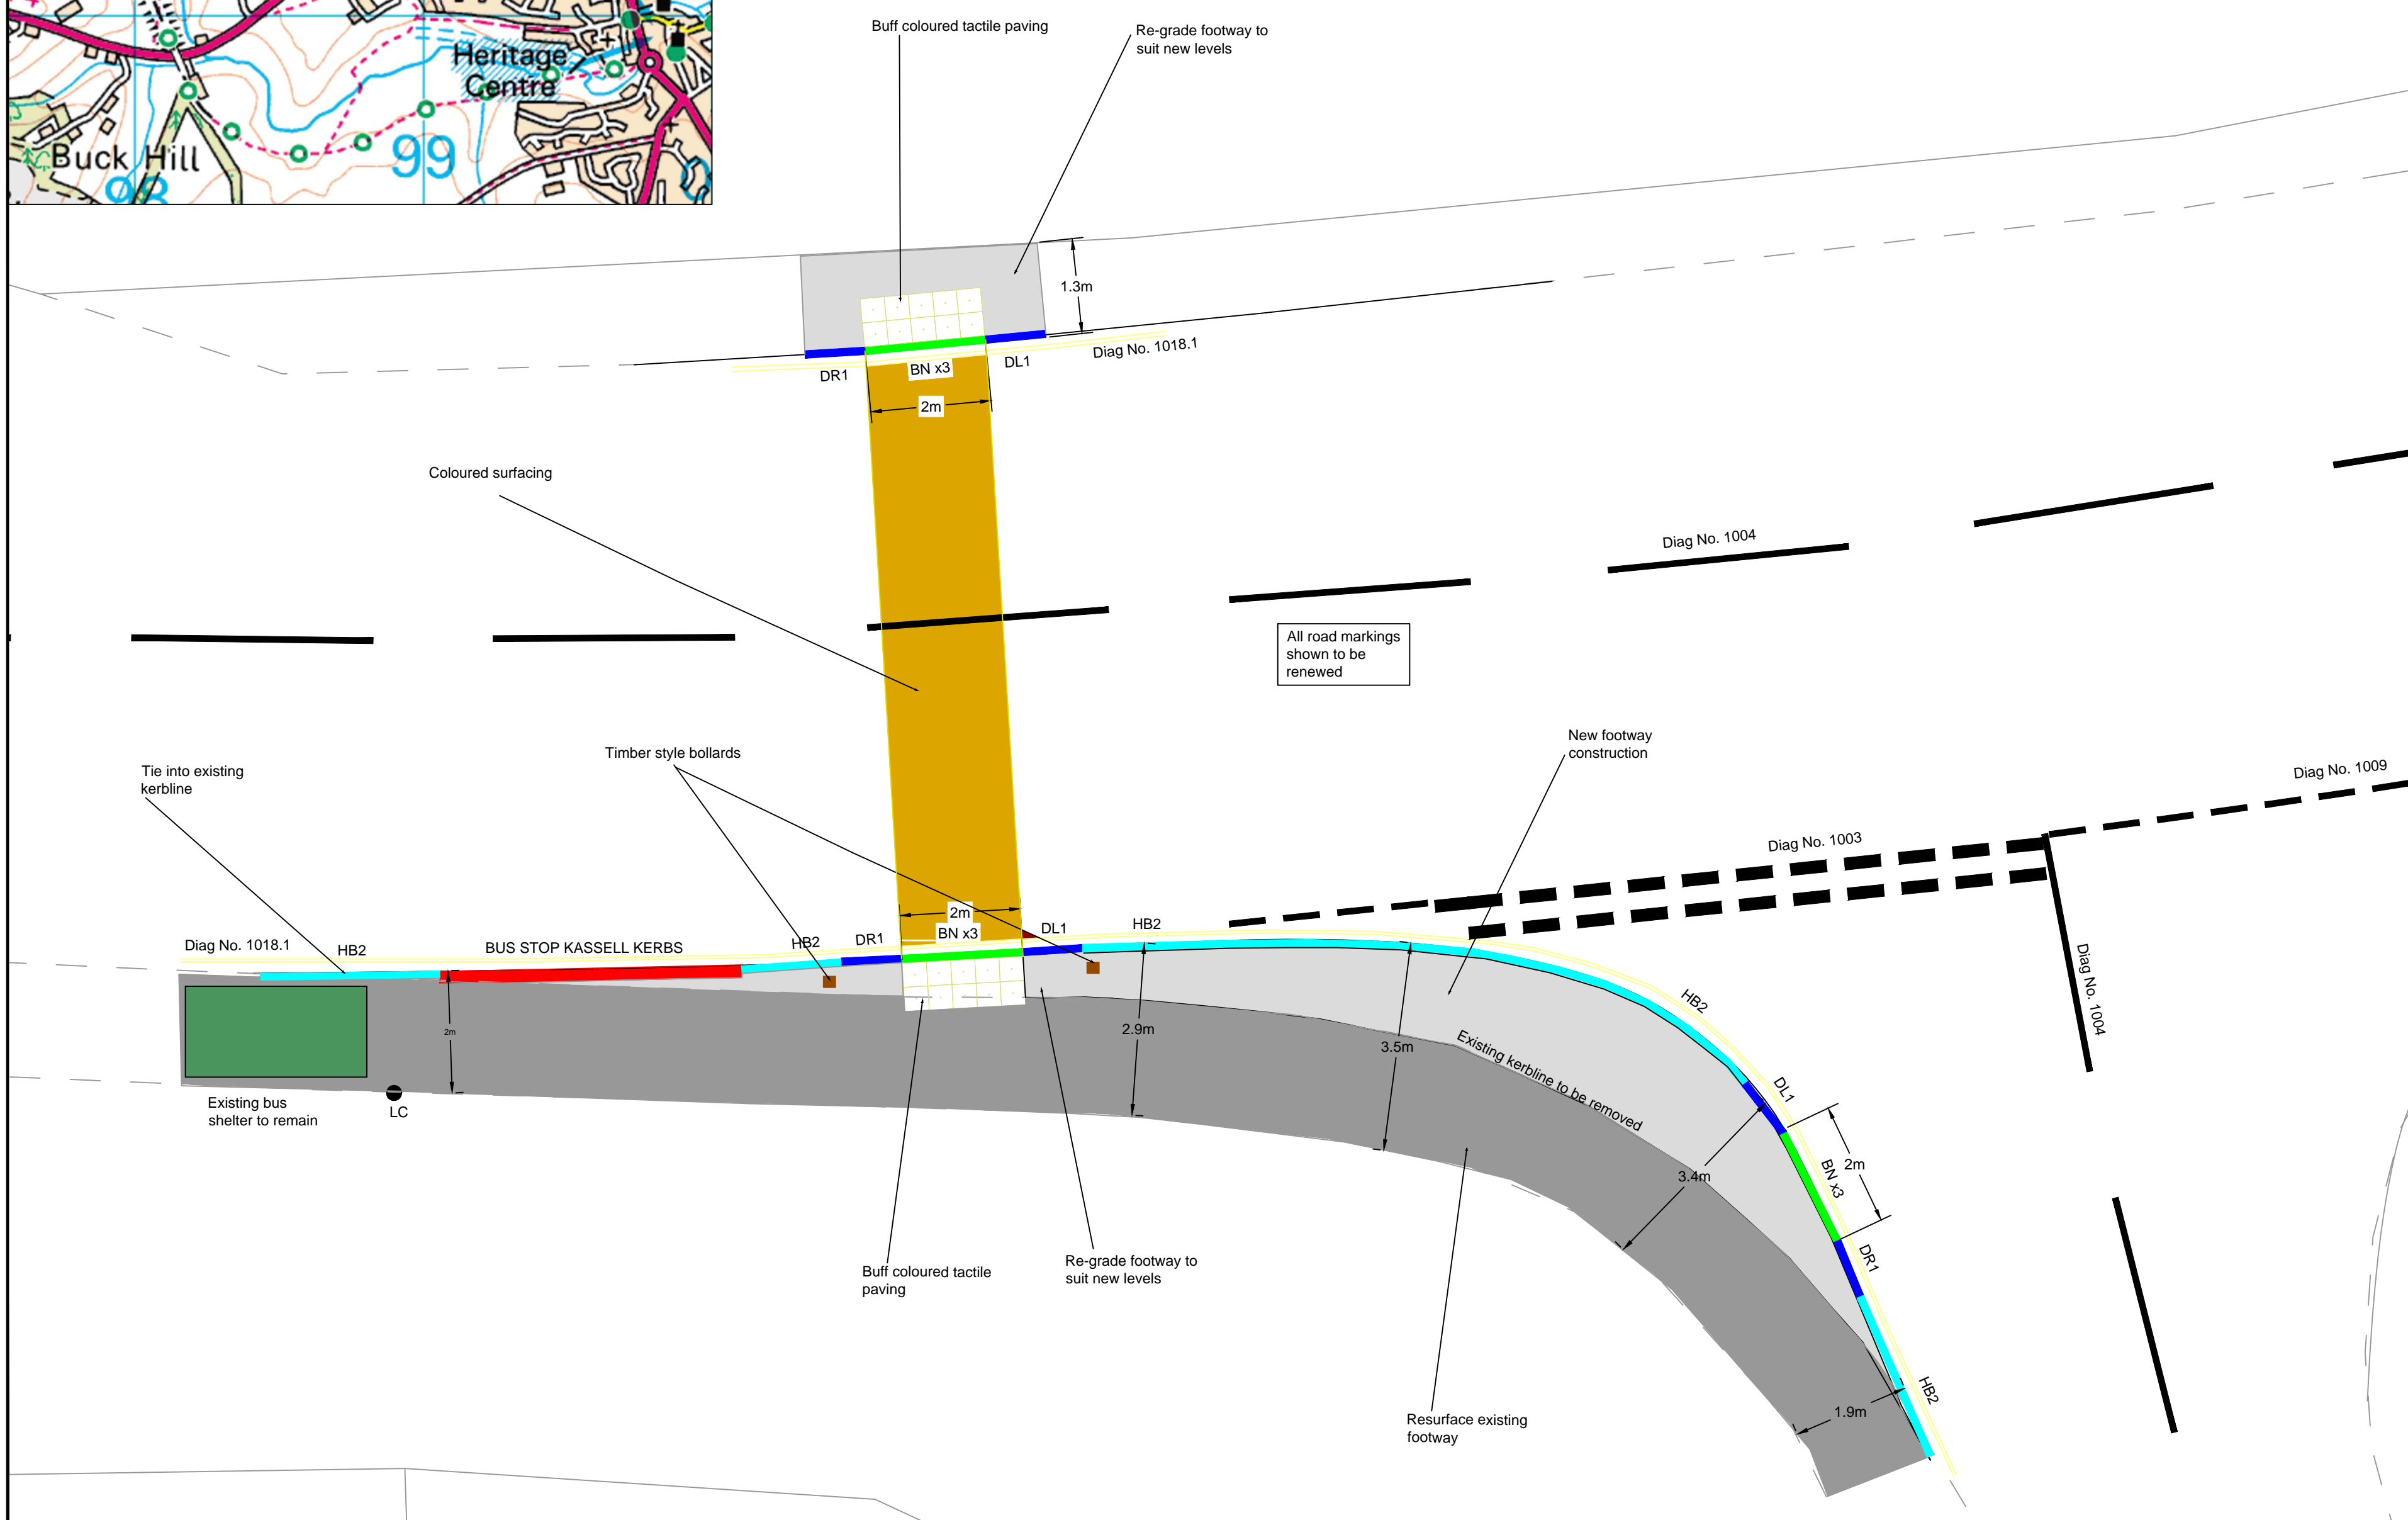 Heritage
Centre
Buck Hill
99
98
Buff coloured tactile paving
Re-grade footway to
suit new levels
1.3m
Diag No. 1018.1
DR1
BN x3
DL1
2m
Coloured surfacing
Diag No. 1004
All road markings
shown to be
renewed
New footway
construction
Timber style bollards
Tie into existing
kerbline
Diag No. 1009
Diag No. 1003
Diag No. 1018.1
HB2
BUS STOP KASSELL KERBS
HB2
DR1
2m
BN x3
DL1
HB2
Diag No. 1004
HB2
2m
2.9m
3.5m
Existing kerbline to be removed
DL1
2m
BN x3
3.4m
DR1
Existing bus
shelter to remain
LC
Buff coloured tactile
paving
Re-grade footway to
suit new levels
HB2
1.9m
Resurface existing
footway